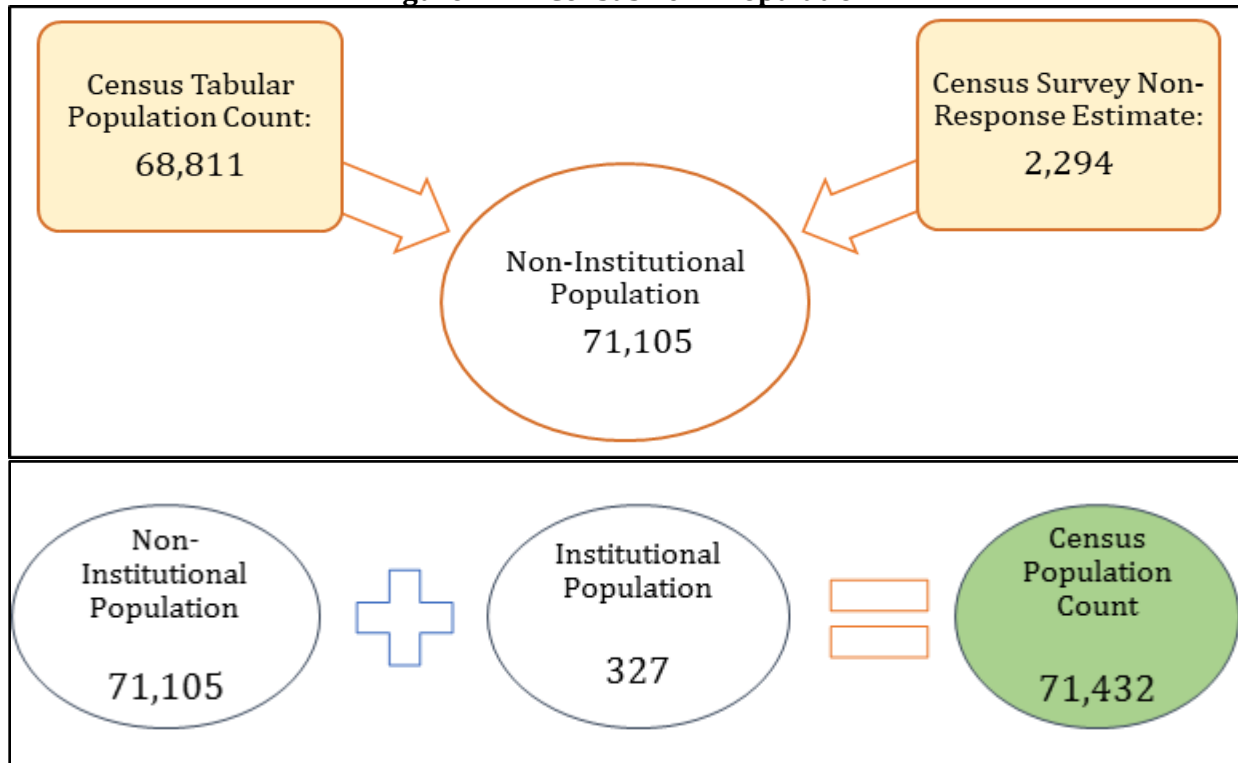 Census Tabular
Population Count:
68,811
Census Survey Non-
Response Estimate:
2,294
Non-Institutional
Population
71,105
Non-
Institutional
Population
71,105
Institutional
Population
327
Census
Population
Count
71,432